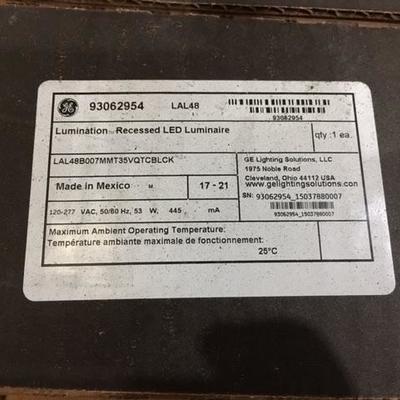 GE
93062954 LAL48
93062954
Lumination™ Recessed LED Luminaire
qty : 1 ea.
LAL48B007MMT35VQTCBLCK
GE Lighting Solutions, LLC
1975 Noble Road
Cleveland, Ohio 44112 USA
www.gelightingsolutions.com
Made in Mexico M 17 - 21
SN: 93062954_15037880007
93062954_15037880007
120-277 VAC, 50/60 Hz, 53 W, 445 mA
Maximum Ambient Operating Temperature:
Température ambiante maximale de fonctionnement:
25°C